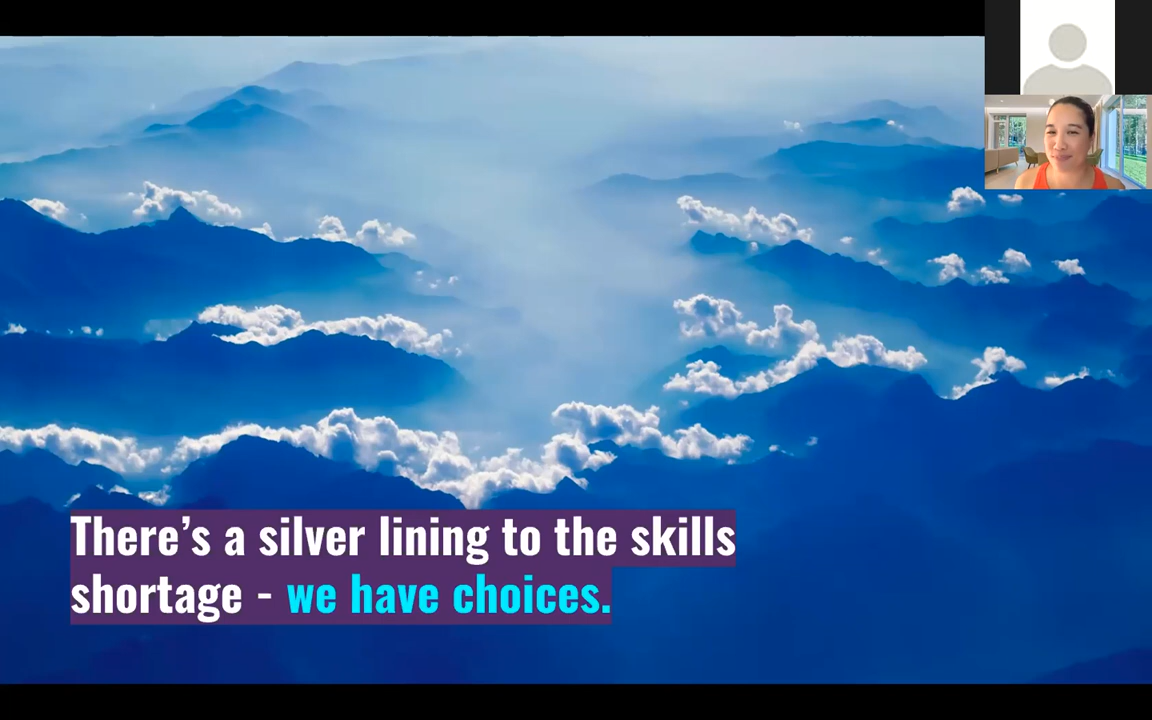 There’s a silver lining to the skills
shortage - we have choices.